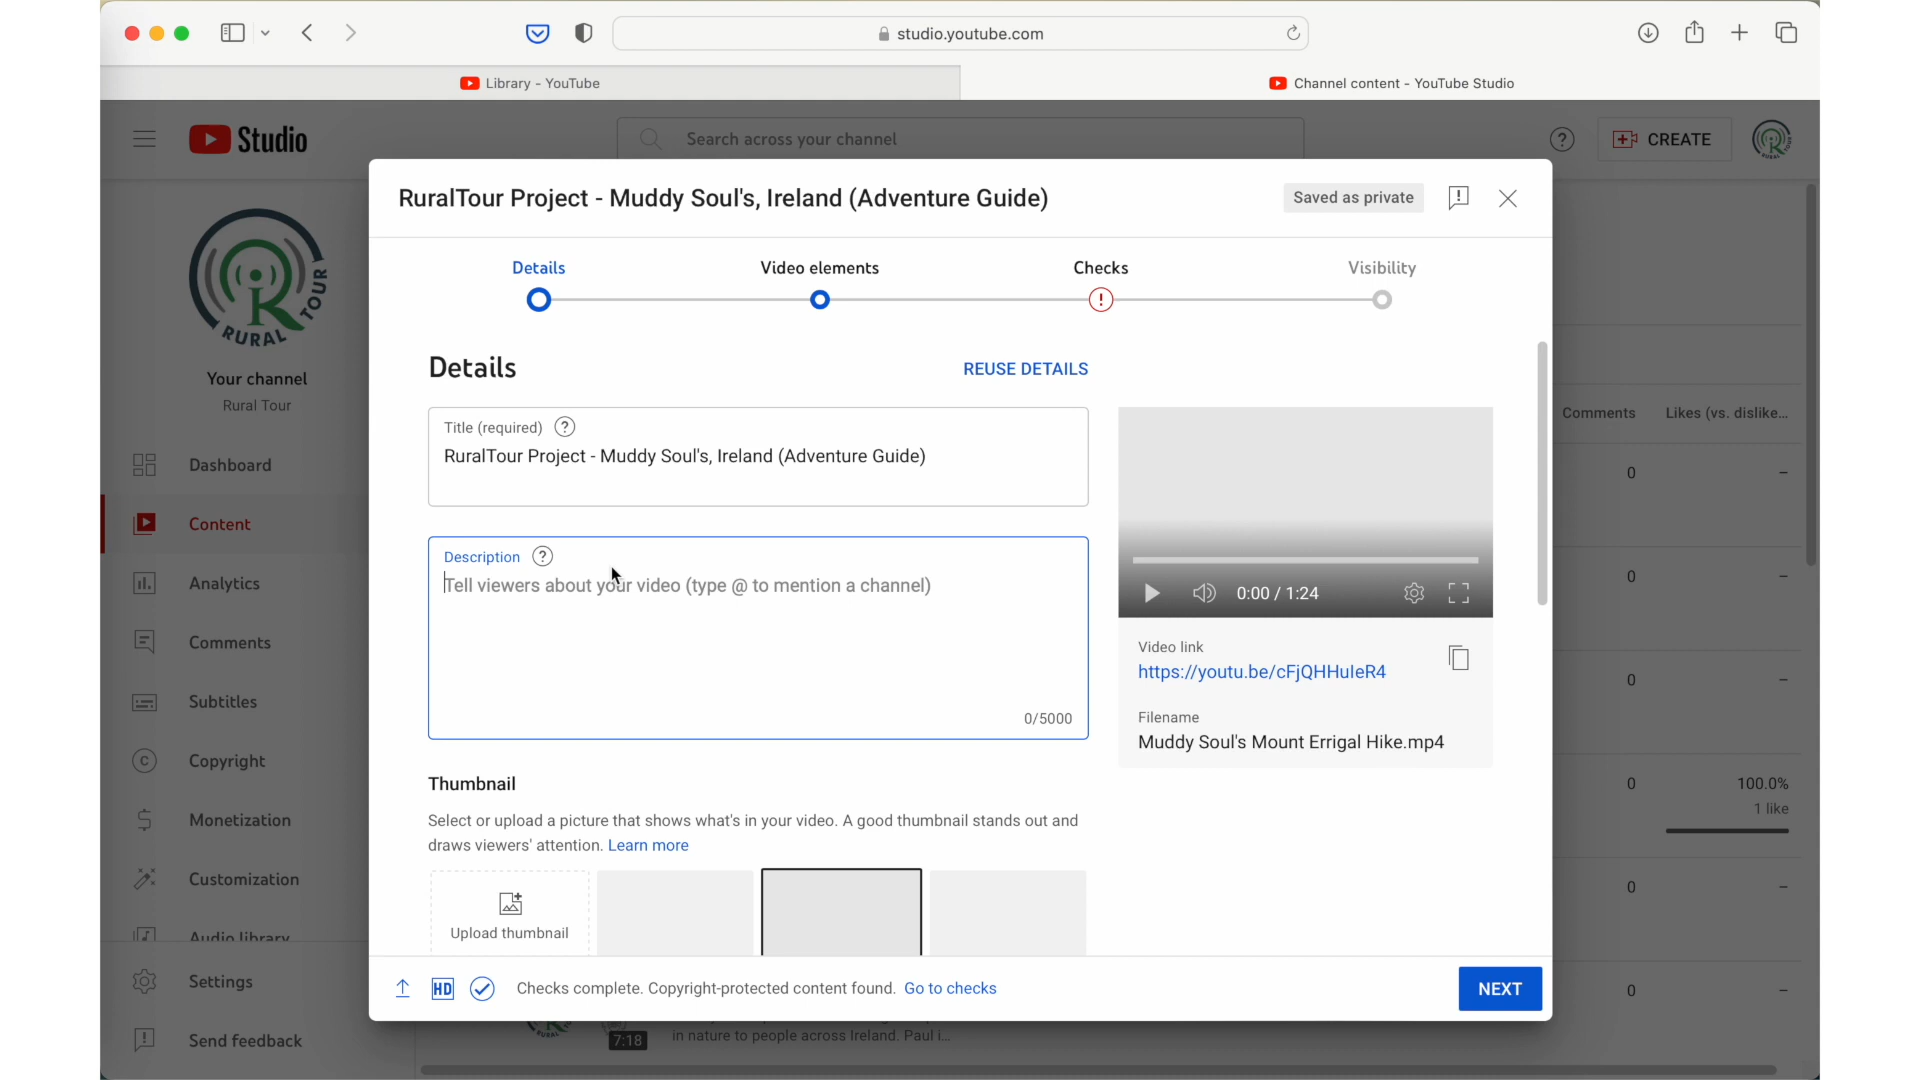 studio.youtube.com
Library - YouTube
Channel content - YouTube Studio
Studio
Search across your channel
CREATE
RuralTour Project - Muddy Soul's, Ireland (Adventure Guide)
Saved as private
Details
Video elements
Checks
Visibility
RURAL TOUR
Your channel
Rural Tour
Details
REUSE DETAILS
Title (required)
RuralTour Project - Muddy Soul's, Ireland (Adventure Guide)
Description
Tell viewers about your video (type @ to mention a channel)
0/5000
0:00 / 1:24
Video link
https://youtu.be/cFjQHHuleR4
Filename
Muddy Soul's Mount Errigal Hike.mp4
Thumbnail
Select or upload a picture that shows what's in your video. A good thumbnail stands out and
draws viewers' attention. Learn more
Upload thumbnail
HD
Checks complete. Copyright-protected content found. Go to checks
NEXT
Dashboard
Content
Analytics
Comments
Subtitles
Copyright
Monetization
Customization
Audio library
Settings
Send feedback
Comments
Likes (vs. dislike...
0 –
0 –
0 –
0 100.0%
1 like
0 –
0 –
7:18
in nature to people across Ireland. Paul i...